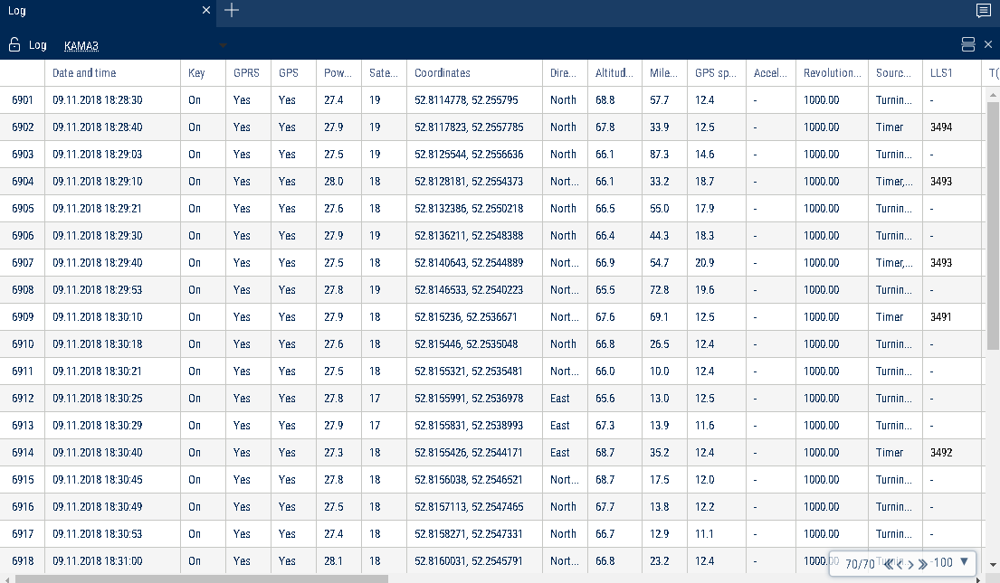 Log
Log KAMA3
Date and time Key GPRS GPS Pow... Sate... Coordinates Dire... Altitud... Mile... GPS sp... Accel... Revolution... Sourc... LLS1 T(
6901 09.11.2018 18:28:30 On Yes Yes 27.4 19 52.8114778, 52.255795 North 68.8 57.7 12.4 - 1000.00 Turnin... -
6902 09.11.2018 18:28:40 On Yes Yes 27.9 19 52.8117823, 52.2557785 North 67.8 33.9 12.5 - 1000.00 Timer 3494
6903 09.11.2018 18:29:03 On Yes Yes 27.5 19 52.8125544, 52.2556636 North 66.1 87.3 14.6 - 1000.00 Turnin... -
6904 09.11.2018 18:29:10 On Yes Yes 28.0 18 52.8128181, 52.2554373 Nort... 66.1 33.2 18.7 - 1000.00 Timer,... 3493
6905 09.11.2018 18:29:21 On Yes Yes 27.6 18 52.8132386, 52.2550218 North 66.5 55.0 17.9 - 1000.00 Turnin... -
6906 09.11.2018 18:29:30 On Yes Yes 27.9 19 52.8136211, 52.2548388 North 66.4 44.3 18.3 - 1000.00 Turnin... -
6907 09.11.2018 18:29:40 On Yes Yes 27.5 18 52.8140643, 52.2544889 Nort... 66.9 54.7 20.9 - 1000.00 Timer,... 3493
6908 09.11.2018 18:29:53 On Yes Yes 27.8 19 52.8146533, 52.2540223 North 65.5 72.8 19.6 - 1000.00 Turnin... -
6909 09.11.2018 18:30:10 On Yes Yes 27.9 18 52.815236, 52.2536671 Nort... 67.6 69.1 12.5 - 1000.00 Timer 3491
6910 09.11.2018 18:30:18 On Yes Yes 27.6 18 52.815446, 52.2535048 North 66.8 26.5 12.4 - 1000.00 Turnin... -
6911 09.11.2018 18:30:21 On Yes Yes 27.5 18 52.8155321, 52.2535481 Nort... 66.0 10.0 12.4 - 1000.00 Turnin... -
6912 09.11.2018 18:30:25 On Yes Yes 27.8 17 52.8155991, 52.2536978 East 65.6 13.0 12.5 - 1000.00 Turnin... -
6913 09.11.2018 18:30:29 On Yes Yes 27.9 17 52.8155831, 52.2538993 East 67.3 13.9 11.6 - 1000.00 Turnin... -
6914 09.11.2018 18:30:40 On Yes Yes 27.3 18 52.8155426, 52.2544171 East 68.7 35.2 12.4 - 1000.00 Timer 3492
6915 09.11.2018 18:30:45 On Yes Yes 27.8 18 52.8156038, 52.2546521 Nort... 68.7 17.5 12.0 - 1000.00 Turnin... -
6916 09.11.2018 18:30:49 On Yes Yes 27.5 18 52.8157113, 52.2547465 North 67.7 13.8 12.2 - 1000.00 Turnin... -
6917 09.11.2018 18:30:53 On Yes Yes 27.4 18 52.8158271, 52.2547331 North 66.7 12.9 11.1 - 1000.00 Turnin... -
6918 09.11.2018 18:31:00 On Yes Yes 28.1 18 52.8160031, 52.2545791 North 66.8 23.2 12.4 - 1000.00
70/70 100